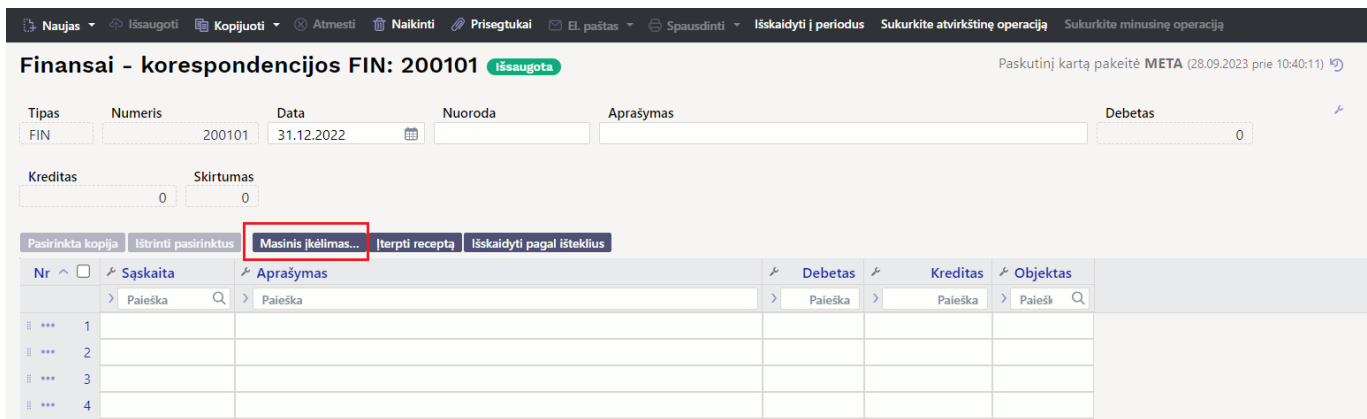 Naujas Išsaugoti Kopijuoti Atmesti Naikinti Prisegtukai El. paštas Spausdinti Išskaidyti į periodus Sukurkite atvirkštinę operaciją Sukurkite minusinę operaciją
Finansai - korespondencijos FIN: 200101 Išsaugota Paskutinį kartą pakeitė META (28.09.2023 prie 10:40:11)
Tipas Numeris Data Nuoroda Aprašymas Debetas
FIN 200101 31.12.2022 0
Kreditas Skirtumas
0 0
Pasirinkta kopija Ištrinti pasirinktus Masinis įkėlimas... Įterpti receptą Išskaidyti pagal išteklius
Nr Sąskaita Aprašymas Debetas Kreditas Objektas
Paieška Paieška Paieška Paieška Paiešk
1
2
3
4